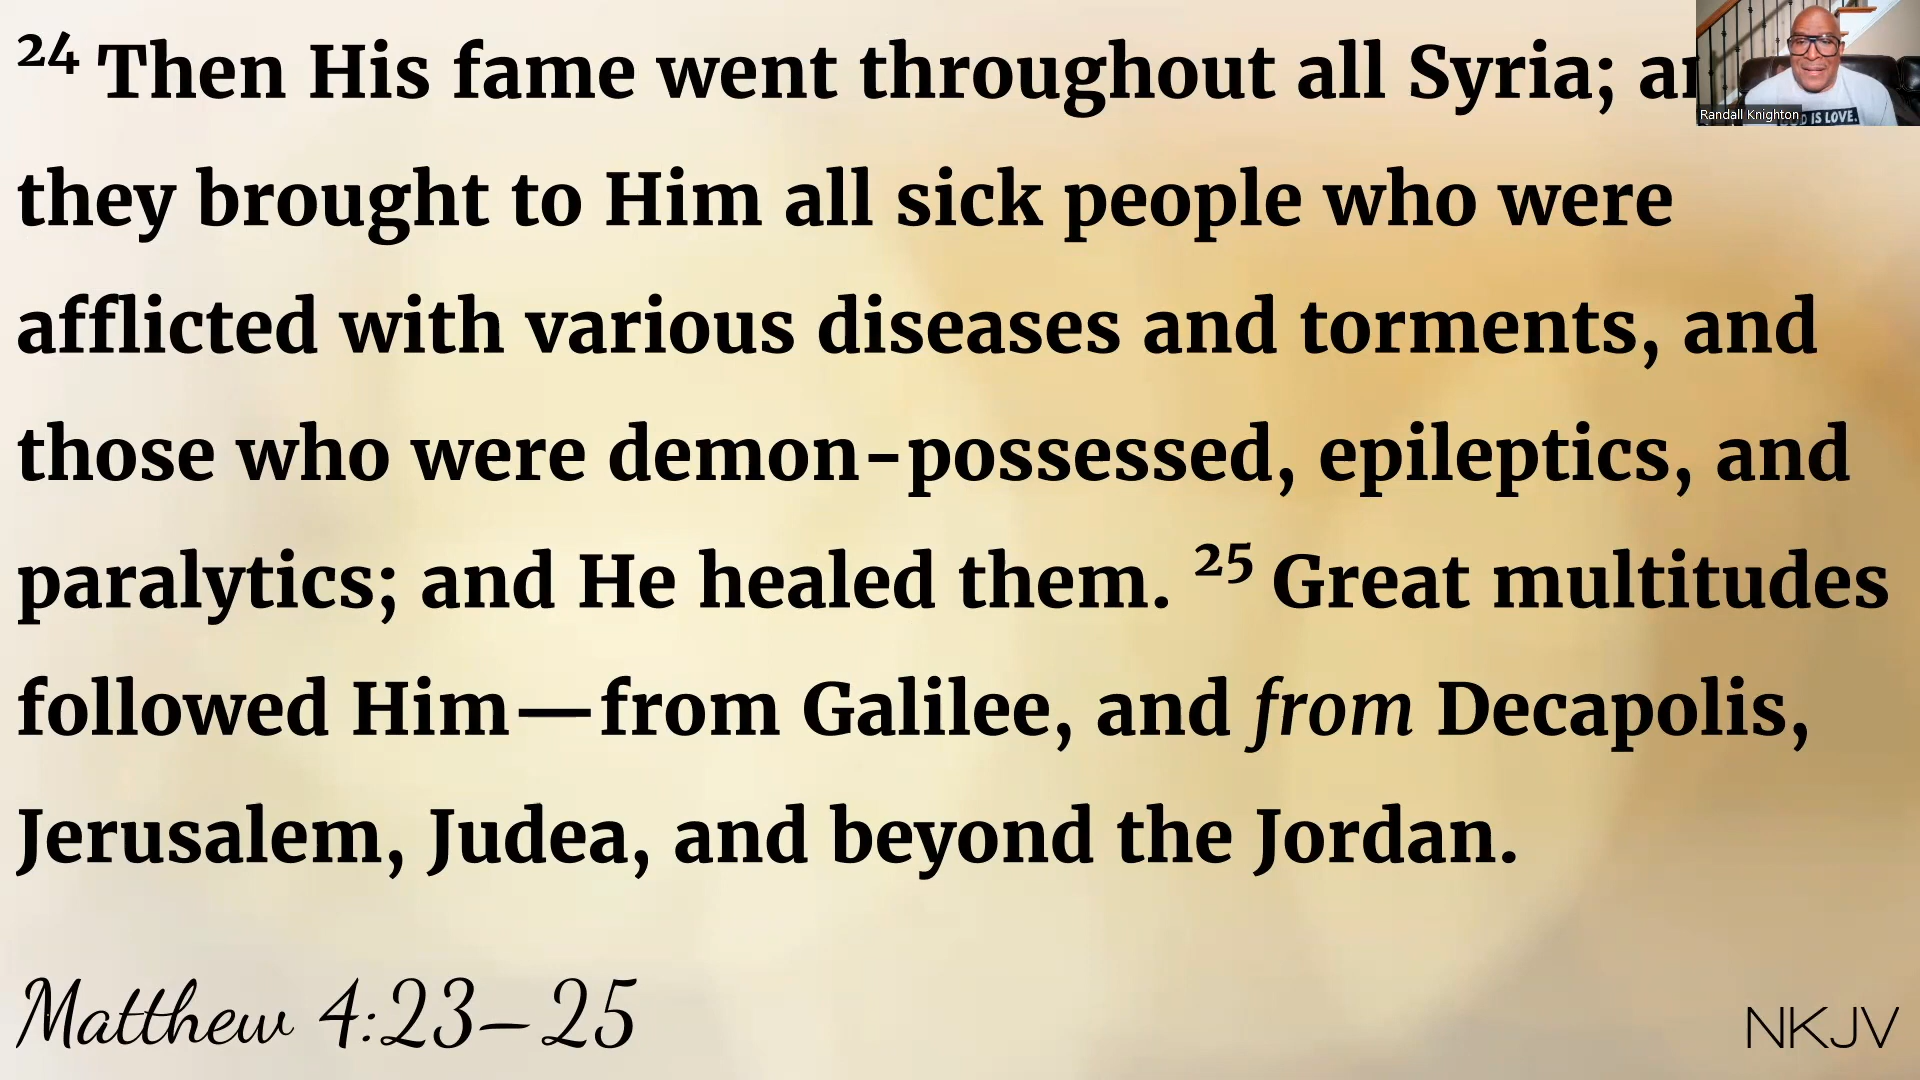 ²⁴ Then His fame went throughout all Syria;
they brought to Him all sick people who were
afflicted with various diseases and torments, and
those who were demon-possessed, epileptics, and
paralytics; and He healed them. ²⁵ Great multitudes
followed Him—from Galilee, and from Decapolis,
Jerusalem, Judea, and beyond the Jordan.
Matthew 4:23–25
NKJV
Randall Knighton
IS LOVE.